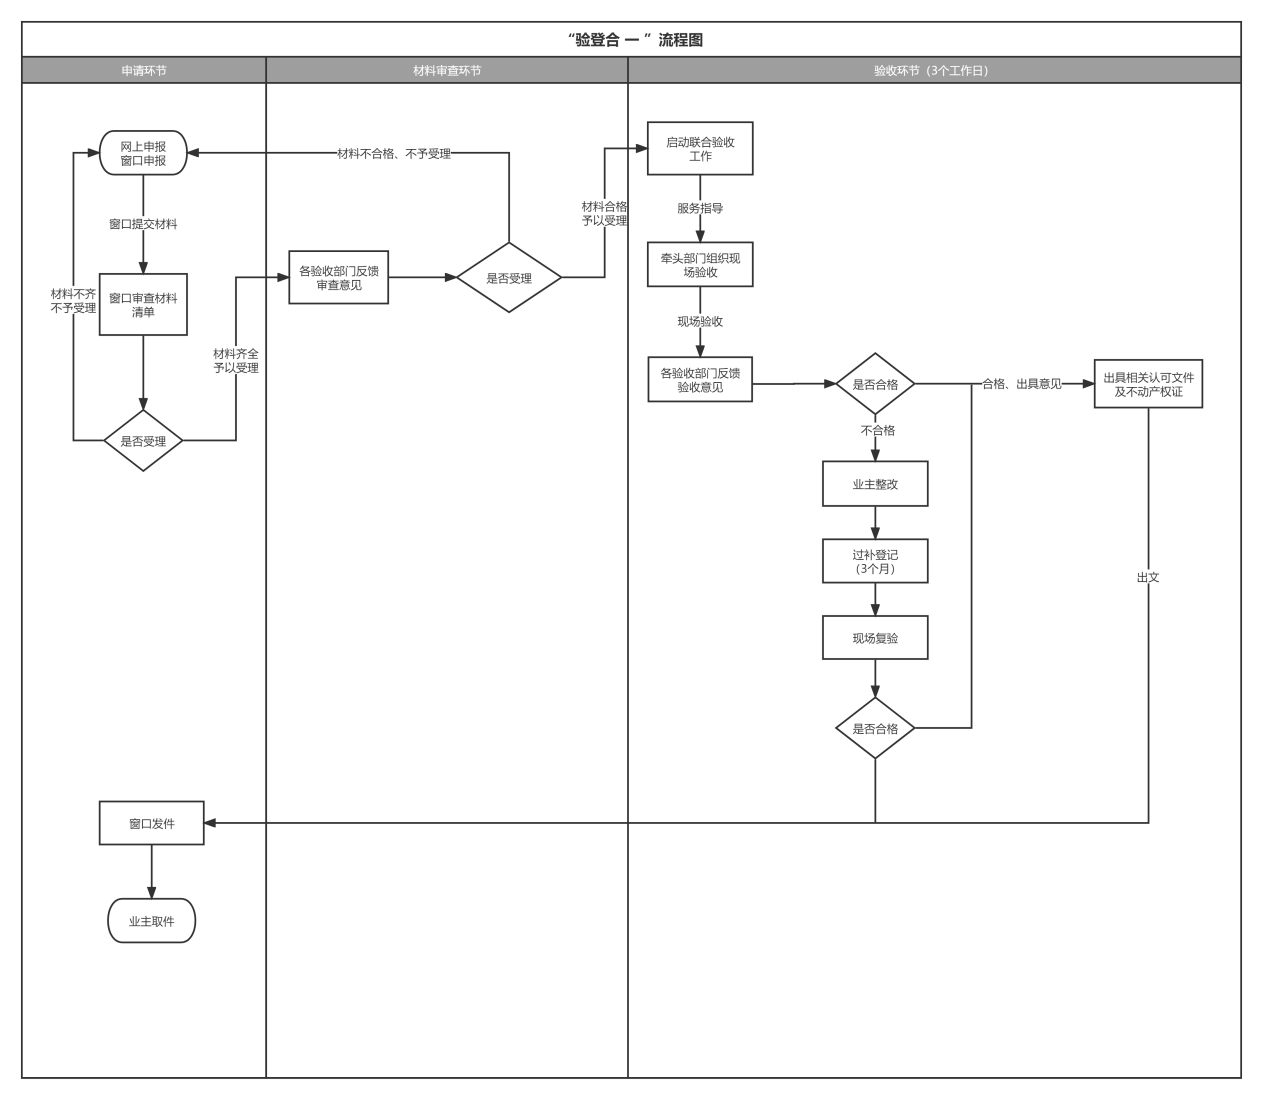 “验登合 一 ”流程图
申请环节
材料审查环节
验收环节（3个工作日）
网上申报
窗口申报
窗口提交材料
窗口审查材料
清单
材料不齐
不予受理
是否受理
材料齐全
予以受理
各验收部门反馈
审查意见
是否受理
材料不合格、不予受理
材料合格
予以受理
启动联合验收
工作
服务指导
牵头部门组织现
场验收
现场验收
各验收部门反馈
验收意见
是否合格
合格、出具意见
出具相关认可文件
及不动产权证
不合格
业主整改
过补登记
（3个月）
现场复验
是否合格
出文
窗口发件
业主取件